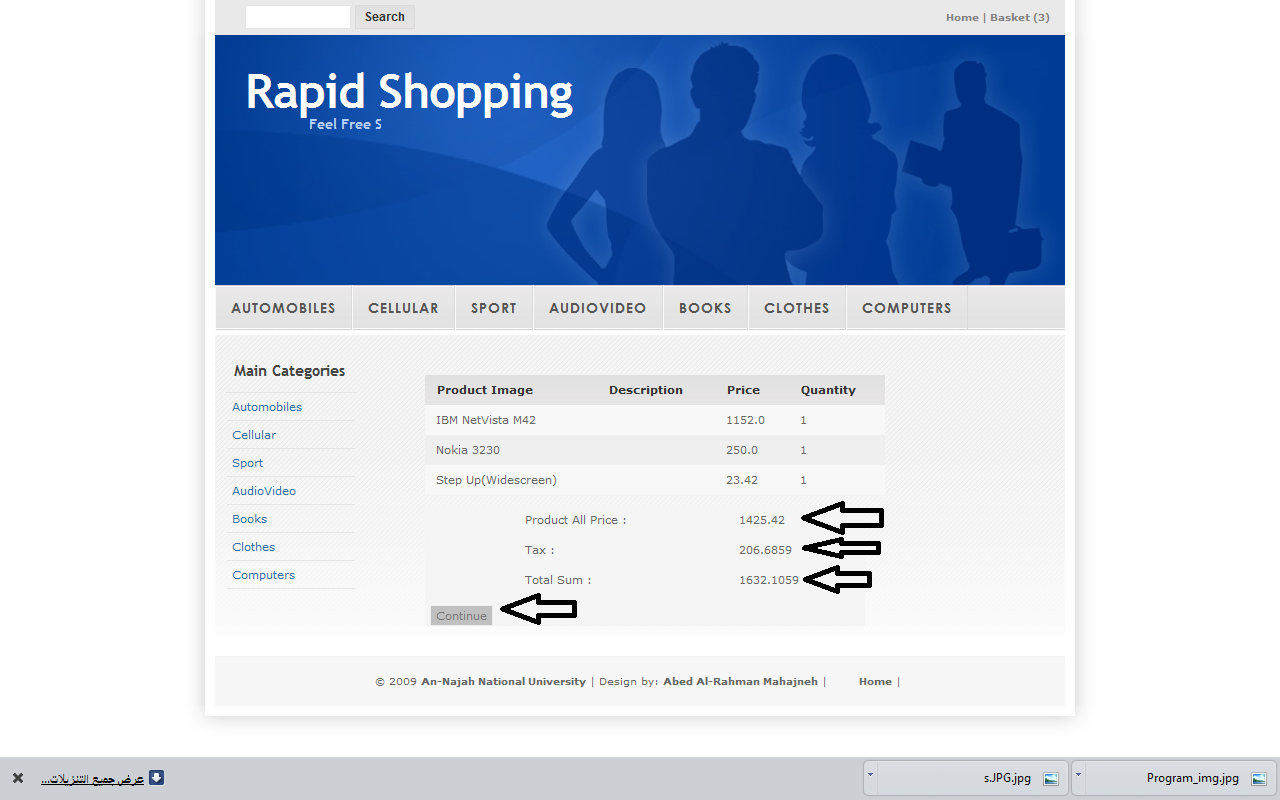 Search
Home | Basket (3)
Rapid Shopping
Feel Free S
AUTOMOBILES CELLULAR SPORT AUDIOVIDEO BOOKS CLOTHES COMPUTERS
Main Categories
Automobiles
Cellular
Sport
AudioVideo
Books
Clothes
Computers
Product Image Description Price Quantity
IBM NetVista M42 1152.0 1
Nokia 3230 250.0 1
Step Up(Widescreen) 23.42 1
Product All Price : 1425.42
Tax : 206.6859
Total Sum : 1632.1059
Continue
© 2009 An-Najah National University | Design by: Abed Al-Rahman Mahajneh | Home |
عرض جميع التنزيلات...
s.JPG.jpg
Program_img.jpg